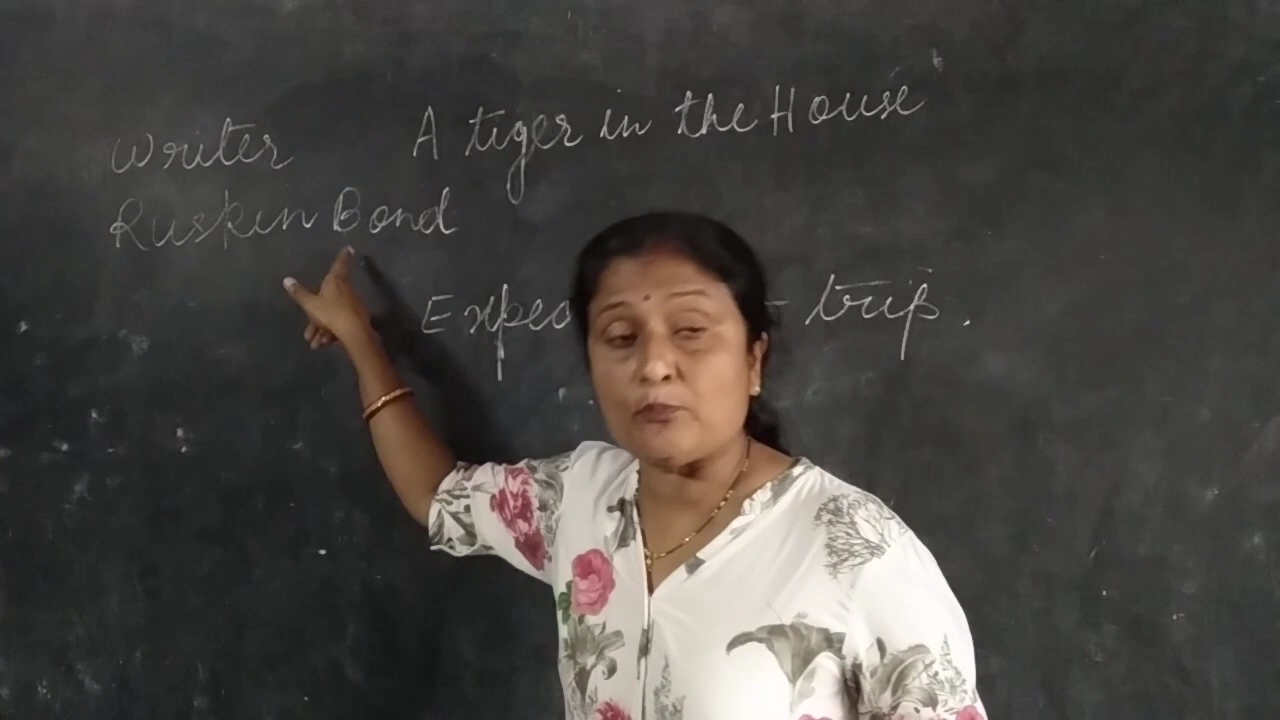 A tiger in the House
Writer
Ruskin Bond
trip.